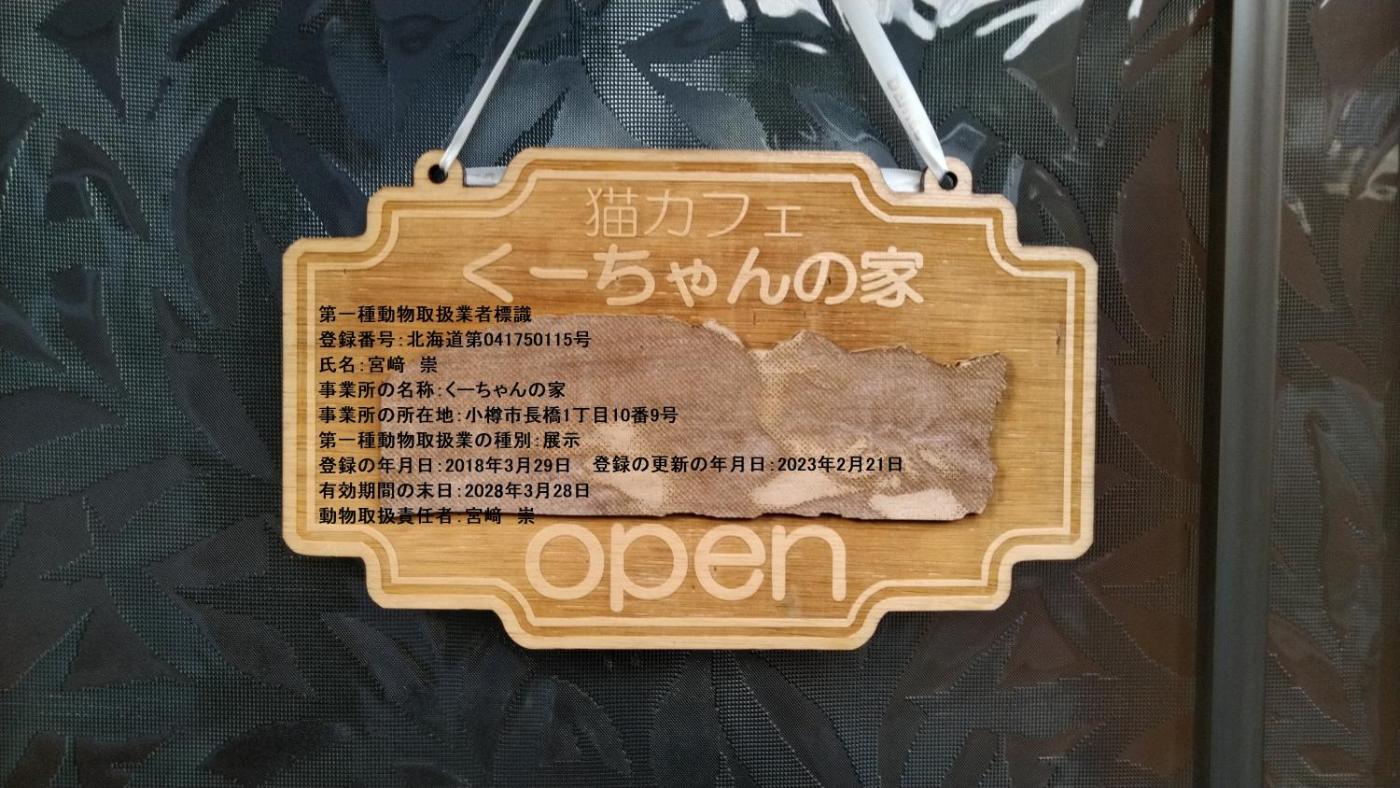 猫カフェ
くーちゃんの家
第一種動物取扱業者標識
登録番号:北海道第041750115号
氏名:宮﨑 崇
事業所の名称:くーちゃんの家
事業所の所在地:小樽市長橋1丁目10番9号
第一種動物取扱業の種別:展示
登録の年月日:2018年3月29日 登録の更新の年月日:2023年2月21日
有効期間の末日:2028年3月28日
動物取扱責任者:宮﨑 崇
open